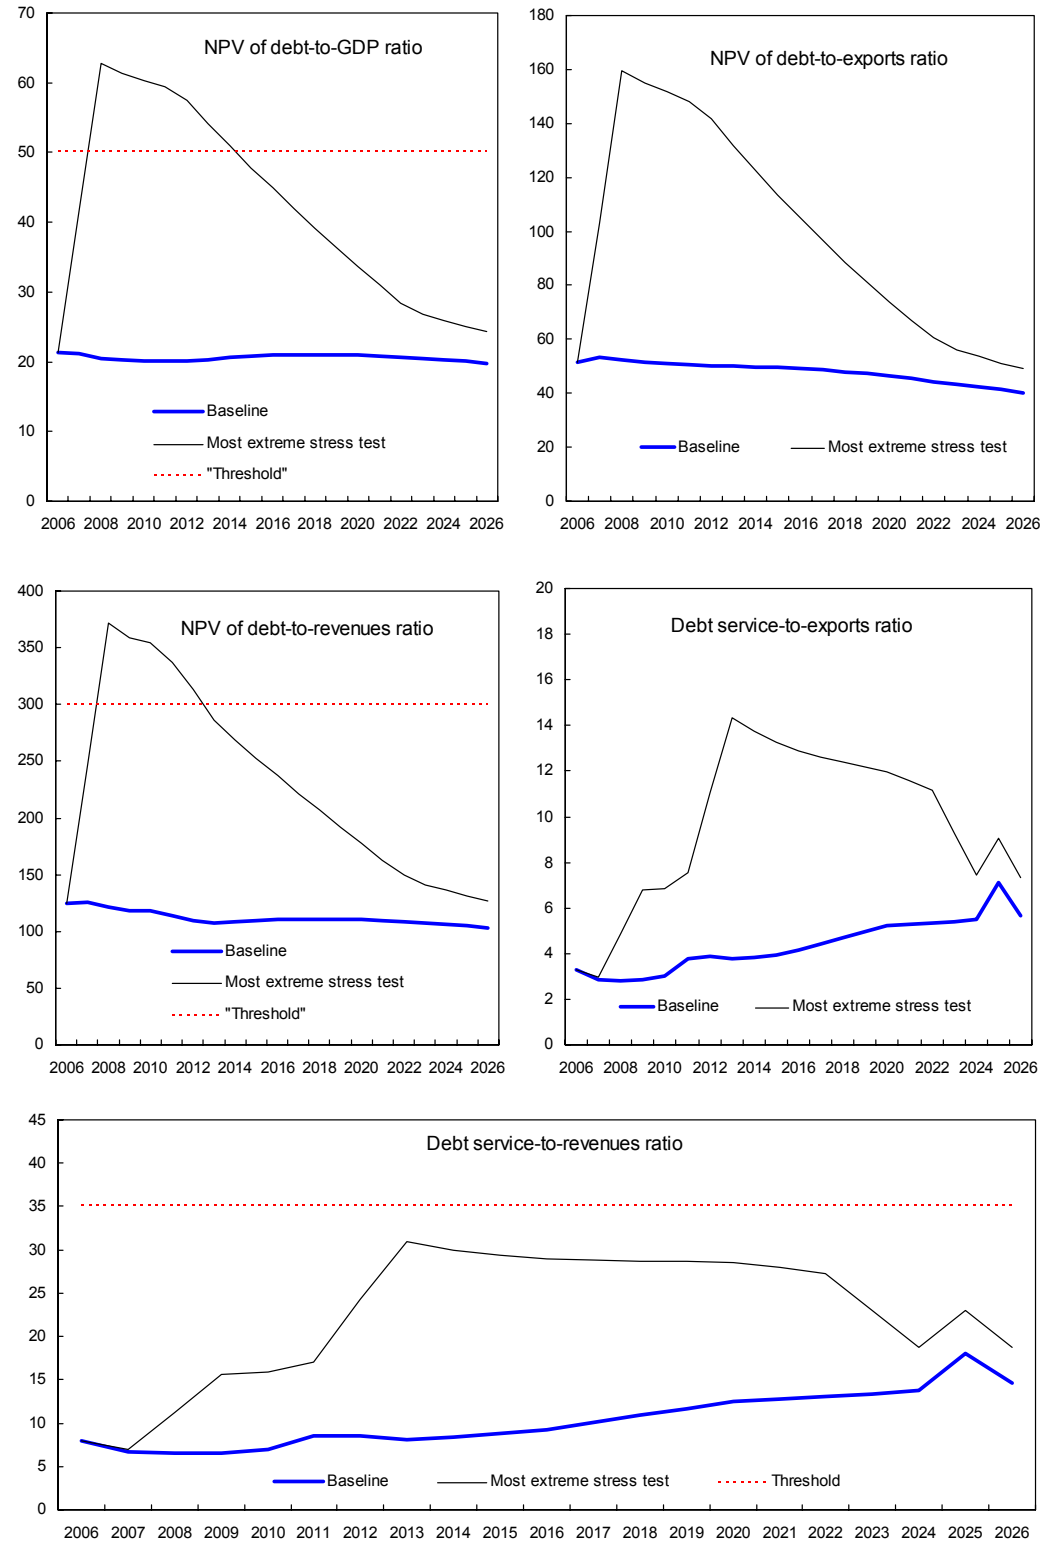 NPV of debt-to-GDP ratio
70
60
50
40
30
20
10
0
Baseline
Most extreme stress test
"Threshold"
2006 2008 2010 2012 2014 2016 2018 2020 2022 2024 2026
NPV of debt-to-exports ratio
180
160
140
120
100
80
60
40
20
0
Baseline Most extreme stress test
2006 2008 2010 2012 2014 2016 2018 2020 2022 2024 2026
NPV of debt-to-revenues ratio
400
350
300
250
200
150
100
50
0
Baseline
Most extreme stress test
"Threshold"
2006 2008 2010 2012 2014 2016 2018 2020 2022 2024 2026
Debt service-to-exports ratio
20
18
16
14
12
10
8
6
4
2
0
Baseline Most extreme stress test
2006 2008 2010 2012 2014 2016 2018 2020 2022 2024 2026
Debt service-to-revenues ratio
45
40
35
30
25
20
15
10
5
0
Baseline Most extreme stress test Threshold
2006 2007 2008 2009 2010 2011 2012 2013 2014 2015 2016 2017 2018 2019 2020 2021 2022 2023 2024 2025 2026